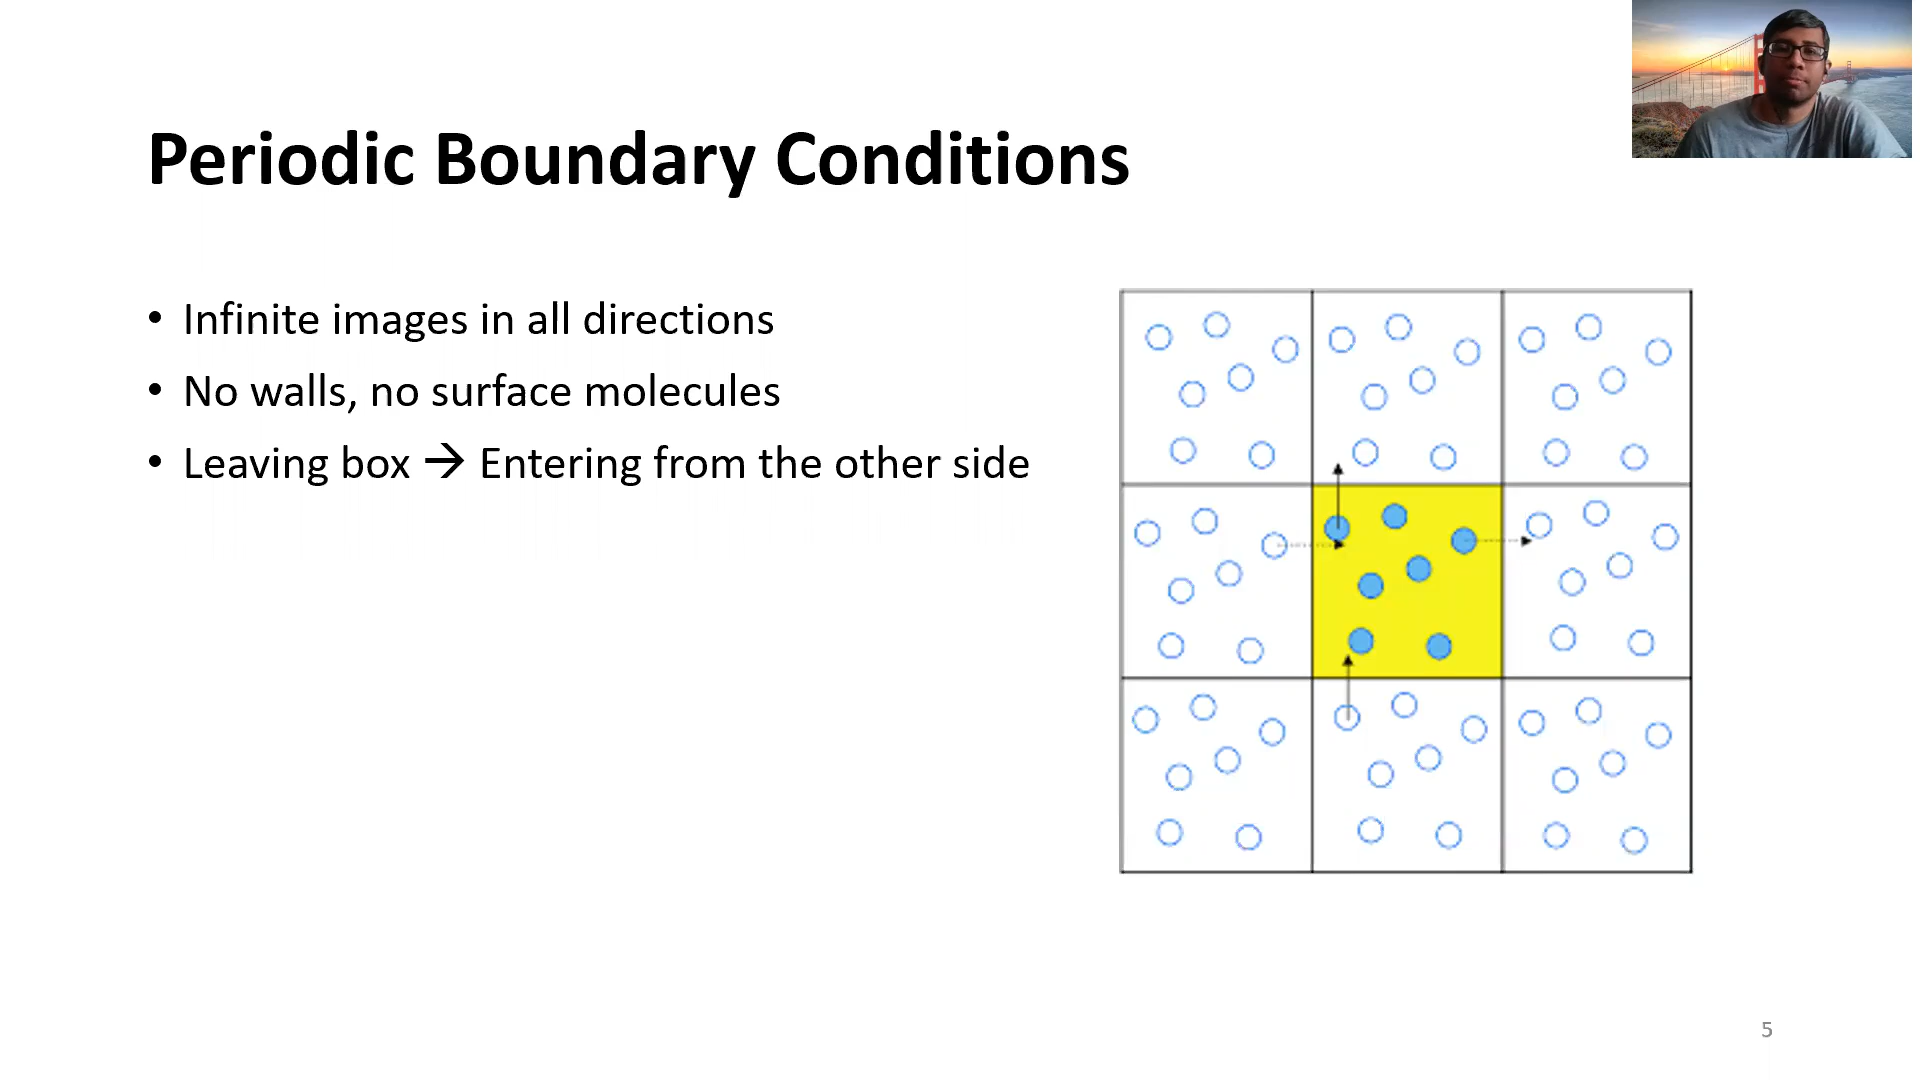 Periodic Boundary Conditions
• Infinite images in all directions
• No walls, no surface molecules
• Leaving box → Entering from the other side
5